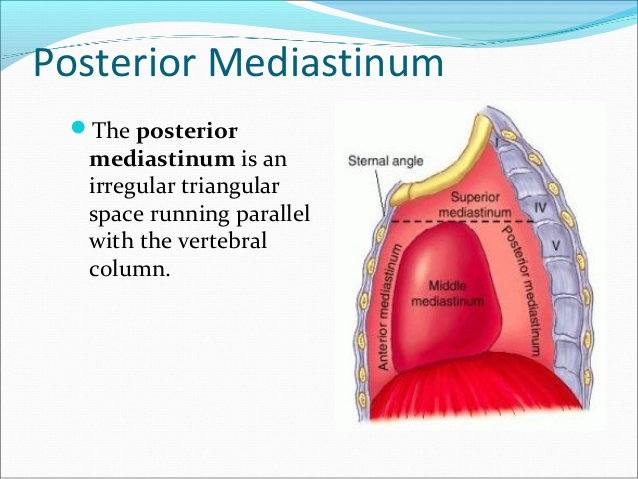 Posterior Mediastinum
The posterior
mediastinum is an
irregular triangular
space running parallel
with the vertebral
column.
Sternal angle
I
Superior
mediastinum
IV
V
Anterior mediastinum
Middle
mediastinum
Posterior mediastinum